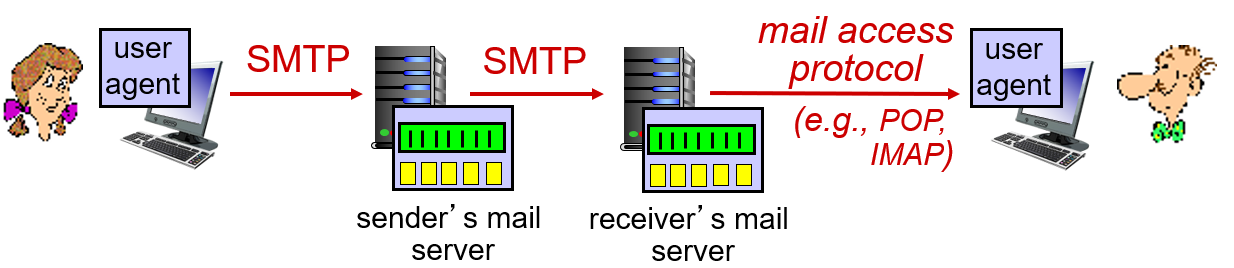 user
agent
SMTP
SMTP
mail access
protocol
(e.g., POP,
IMAP)
user
agent
sender’s mail
server
receiver’s mail
server